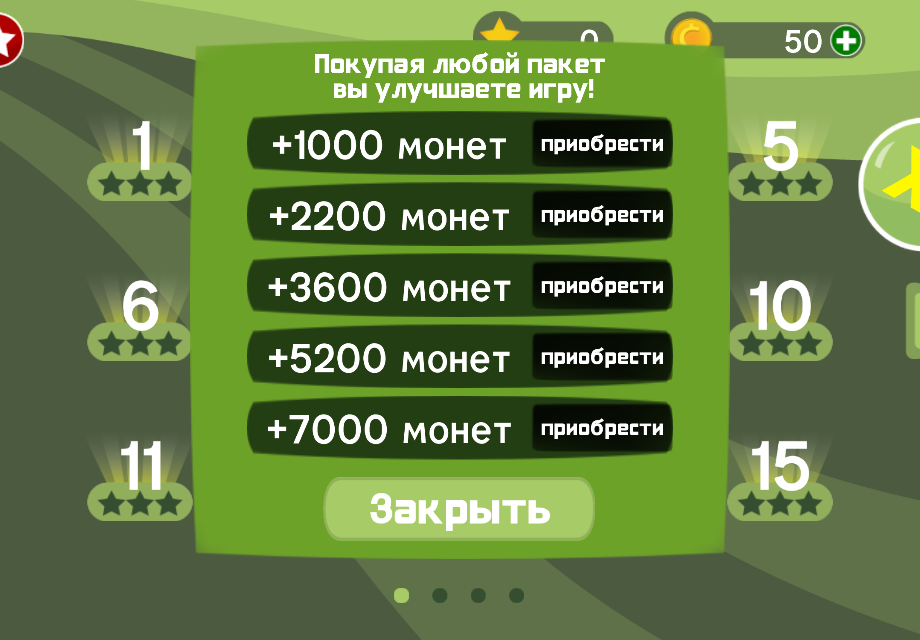 0
50
Покупая любой пакет
вы улучшаете игру!
1
5
+1000 монет приобрести
+2200 монет приобрести
6
10
+3600 монет приобрести
+5200 монет приобрести
11
15
+7000 монет приобрести
Закрыть